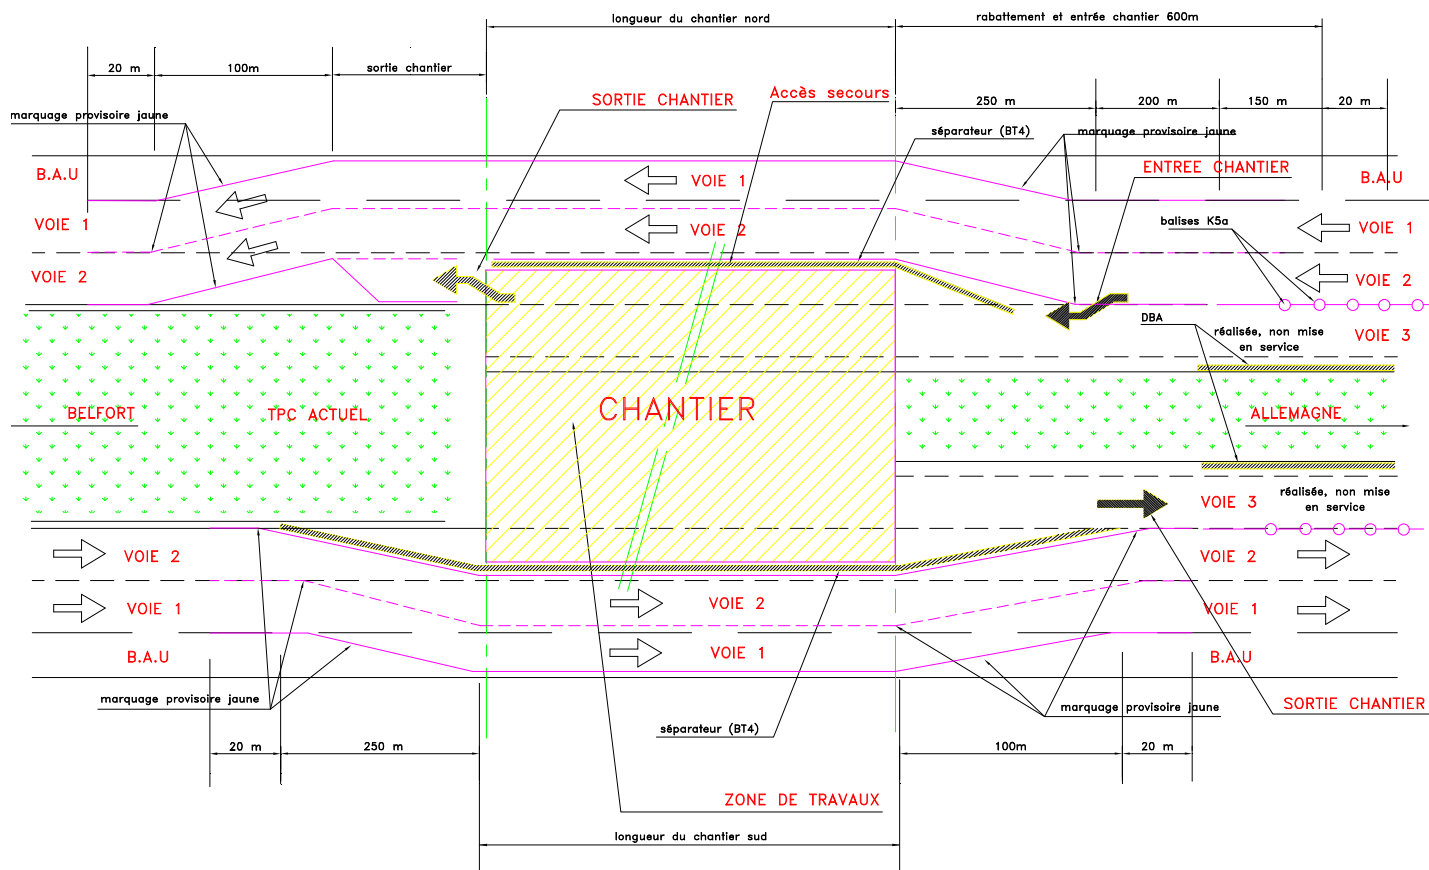 longueur du chantier nord
rabattement et entrée chantier 600m
20 m
100m
sortie chantier
SORTIE CHANTIER
Accès secours
250 m
200 m
150 m
20 m
marquage provisoire jaune
séparateur (BT4)
marquage provisoire jaune
B.A.U
VOIE 1
ENTREE CHANTIER
B.A.U
VOIE 1
VOIE 2
balises K5a
VOIE 1
VOIE 2
VOIE 2
DBA
réalisée, non mise
en service
VOIE 3
BELFORT
TPC ACTUEL
CHANTIER
ALLEMAGNE
VOIE 3
réalisée, non mise
en service
VOIE 2
VOIE 2
VOIE 1
VOIE 2
VOIE 1
B.A.U
VOIE 1
B.A.U
marquage provisoire jaune
marquage provisoire jaune
SORTIE CHANTIER
séparateur (BT4)
20 m
250 m
100m
20 m
ZONE DE TRAVAUX
longueur du chantier sud